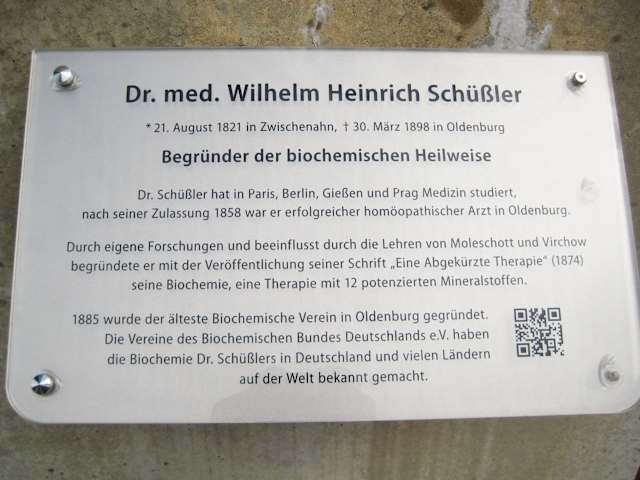 Dr. med. Wilhelm Heinrich Schüßler
* 21. August 1821 in Zwischenahn, † 30. März 1898 in Oldenburg
Begründer der biochemischen Heilweise
Dr. Schüßler hat in Paris, Berlin, Gießen und Prag Medizin studiert,
nach seiner Zulassung 1858 war er erfolgreicher homöopathischer Arzt in Oldenburg.
Durch eigene Forschungen und beeinflusst durch die Lehren von Moleschott und Virchow
begründete er mit der Veröffentlichung seiner Schrift „Eine Abgekürzte Therapie“ (1874)
seine Biochemie, eine Therapie mit 12 potenzierten Mineralstoffen.
1885 wurde der älteste Biochemische Verein in Oldenburg gegründet.
Die Vereine des Biochemischen Bundes Deutschlands e.V. haben
die Biochemie Dr. Schüßlers in Deutschland und vielen Ländern
auf der Welt bekannt gemacht.